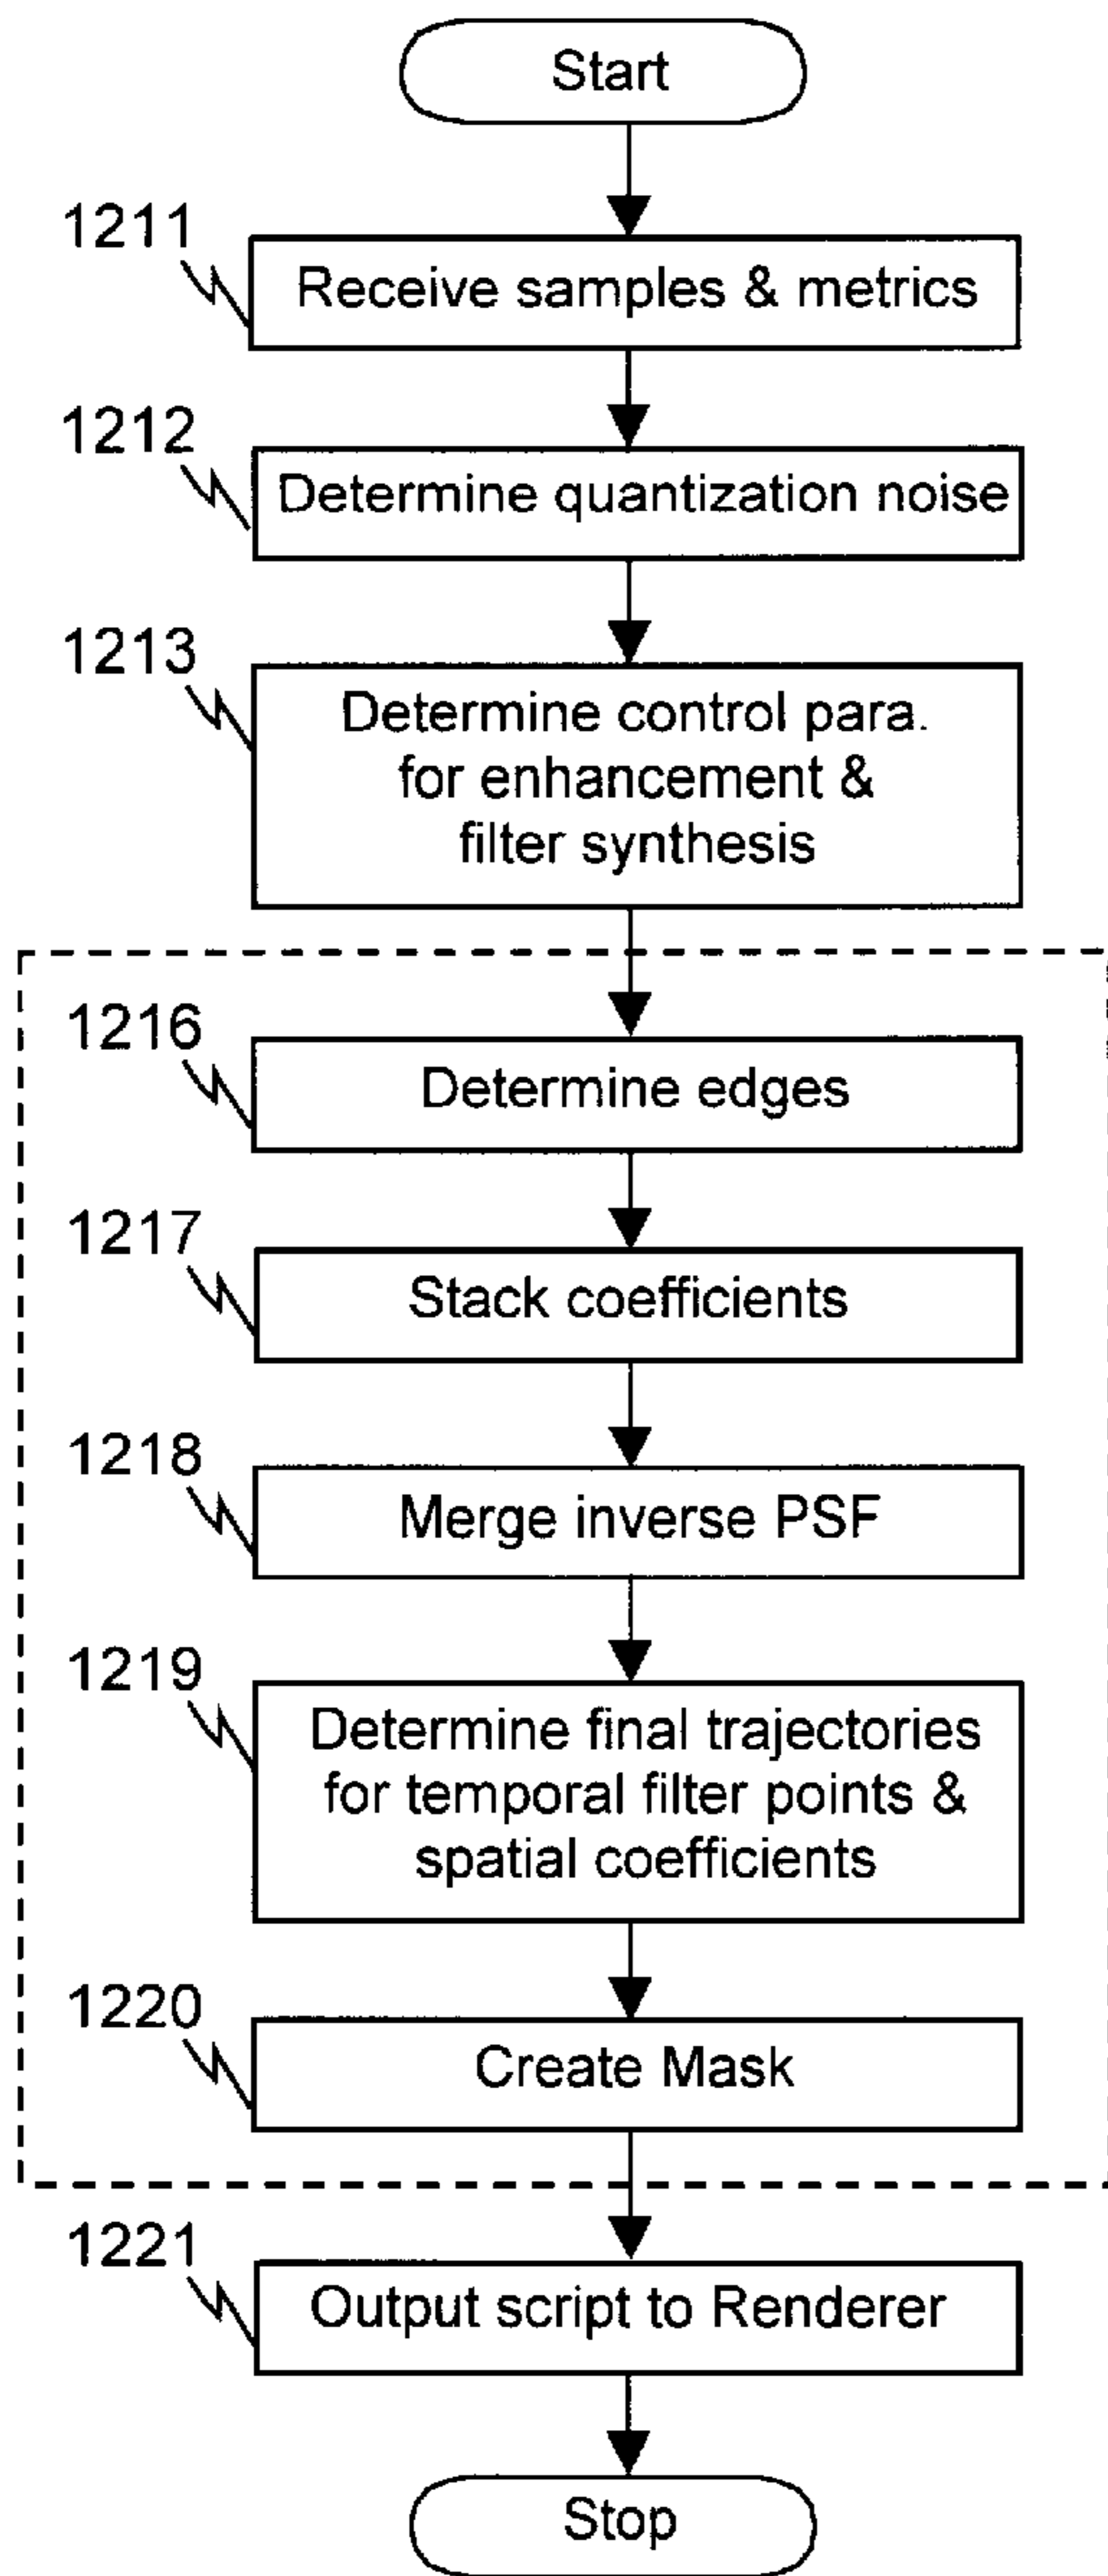 Start
1211
Receive samples & metrics
1212
Determine quantization noise
1213
Determine control para.
for enhancement &
filter synthesis
1216
Determine edges
1217
Stack coefficients
1218
Merge inverse PSF
1219
Determine final trajectories
for temporal filter points &
spatial coefficients
1220
Create Mask
1221
Output script to Renderer
Stop